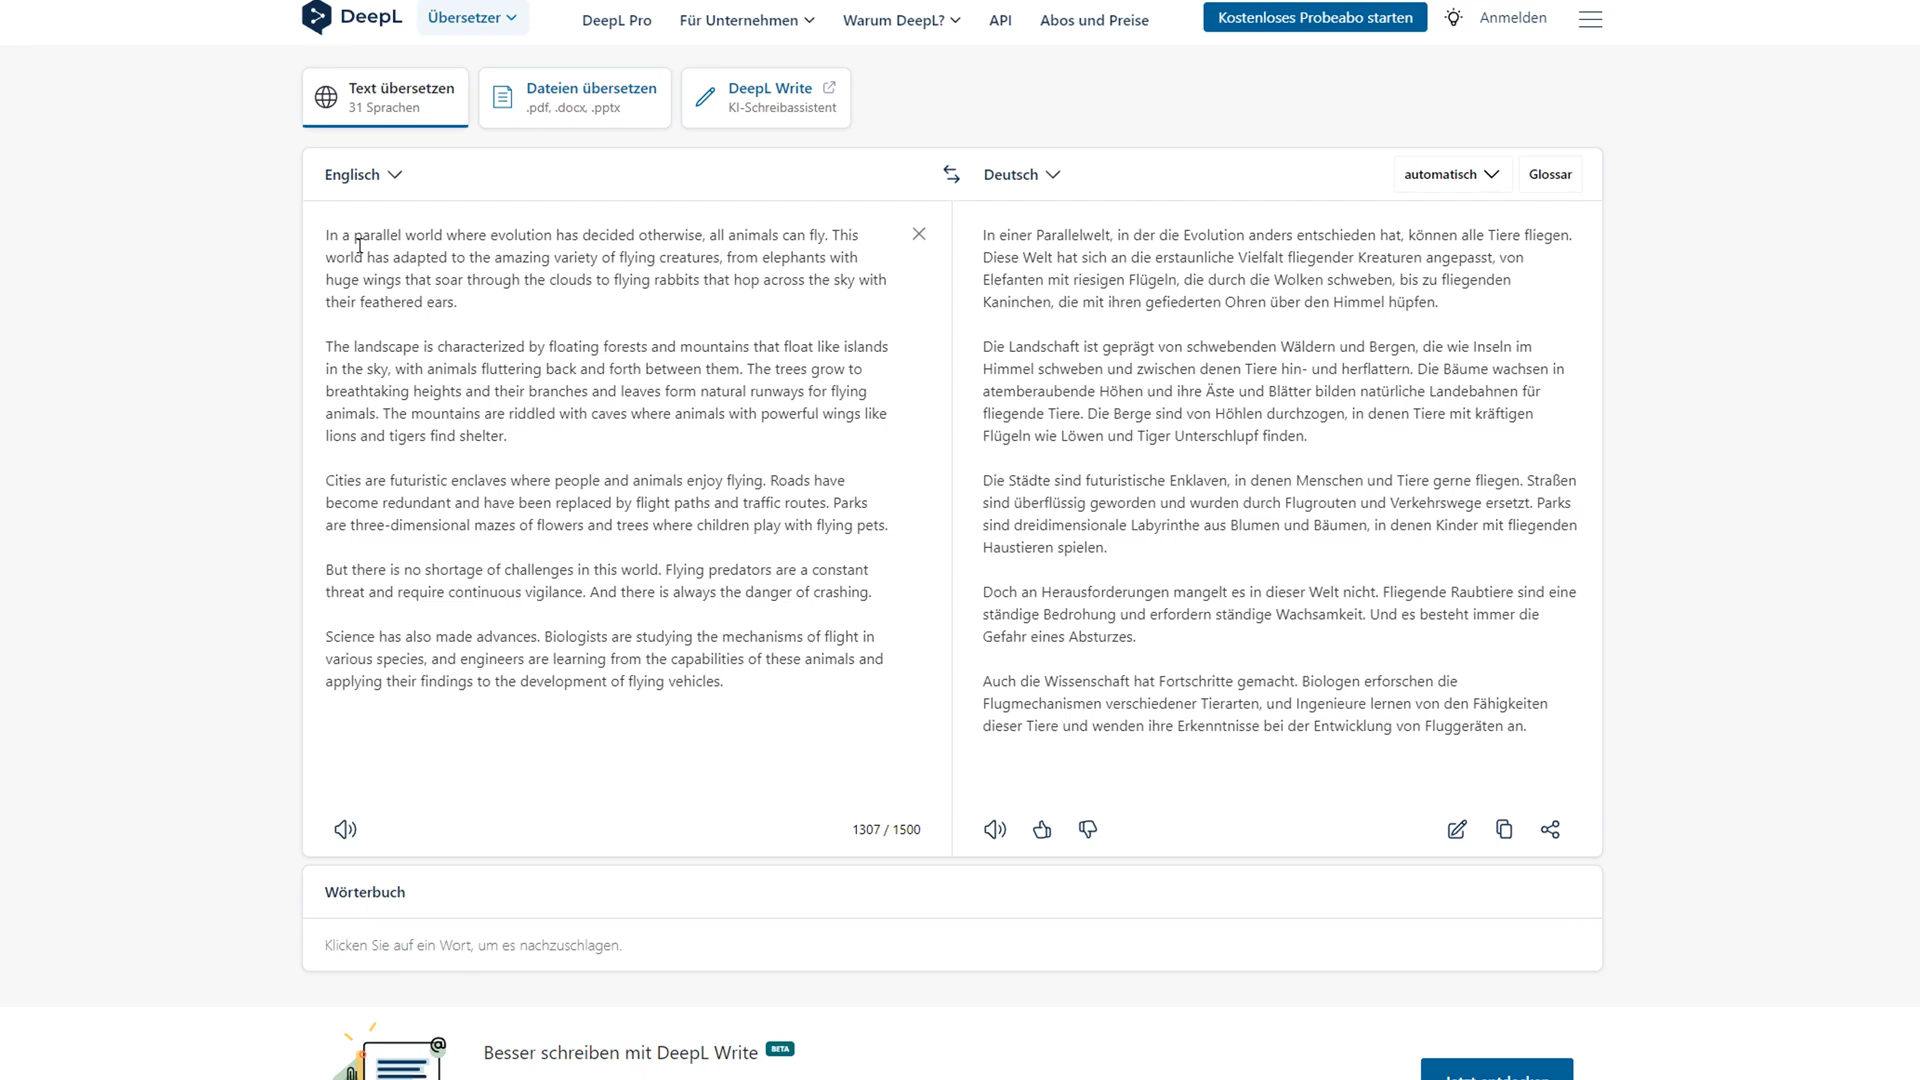 DeepL
Übersetzer
DeepL Pro
Für Unternehmen
Warum DeepL?
API
Abos und Preise
Kostenloses Probeabo starten
Anmelden
Text übersetzen
31 Sprachen
Dateien übersetzen
.pdf, .docx, .pptx
DeepL Write
KI-Schreibassistent
Englisch
Deutsch
automatisch
Glossar
In a parallel world where evolution has decided otherwise, all animals can fly. This
world has adapted to the amazing variety of flying creatures, from elephants with
huge wings that soar through the clouds to flying rabbits that hop across the sky with
their feathered ears.
The landscape is characterized by floating forests and mountains that float like islands
in the sky, with animals fluttering back and forth between them. The trees grow to
breathtaking heights and their branches and leaves form natural runways for flying
animals. The mountains are riddled with caves where animals with powerful wings like
lions and tigers find shelter.
Cities are futuristic enclaves where people and animals enjoy flying. Roads have
become redundant and have been replaced by flight paths and traffic routes. Parks
are three-dimensional mazes of flowers and trees where children play with flying pets.
But there is no shortage of challenges in this world. Flying predators are a constant
threat and require continuous vigilance. And there is always the danger of crashing.
Science has also made advances. Biologists are studying the mechanisms of flight in
various species, and engineers are learning from the capabilities of these animals and
applying their findings to the development of flying vehicles.
1307 / 1500
In einer Parallelwelt, in der die Evolution anders entschieden hat, können alle Tiere fliegen.
Diese Welt hat sich an die erstaunliche Vielfalt fliegender Kreaturen angepasst, von
Elefanten mit riesigen Flügeln, die durch die Wolken schweben, bis zu fliegenden
Kaninchen, die mit ihren gefiederten Ohren über den Himmel hüpfen.
Die Landschaft ist geprägt von schwebenden Wäldern und Bergen, die wie Inseln im
Himmel schweben und zwischen denen Tiere hin- und herflattern. Die Bäume wachsen in
atemberaubende Höhen und ihre Äste und Blätter bilden natürliche Landebahnen für
fliegende Tiere. Die Berge sind von Höhlen durchzogen, in denen Tiere mit kräftigen
Flügeln wie Löwen und Tiger Unterschlupf finden.
Die Städte sind futuristische Enklaven, in denen Menschen und Tiere gerne fliegen. Straßen
sind überflüssig geworden und wurden durch Flugrouten und Verkehrswege ersetzt. Parks
sind dreidimensionale Labyrinthe aus Blumen und Bäumen, in denen Kinder mit fliegenden
Haustieren spielen.
Doch an Herausforderungen mangelt es in dieser Welt nicht. Fliegende Raubtiere sind eine
ständige Bedrohung und erfordern ständige Wachsamkeit. Und es besteht immer die
Gefahr eines Absturzes.
Auch die Wissenschaft hat Fortschritte gemacht. Biologen erforschen die
Flugmechanismen verschiedener Tierarten, und Ingenieure lernen von den Fähigkeiten
dieser Tiere und wenden ihre Erkenntnisse bei der Entwicklung von Fluggeräten an.
Wörterbuch
Klicken Sie auf ein Wort, um es nachzuschlagen.
@
Besser schreiben mit DeepL Write BETA